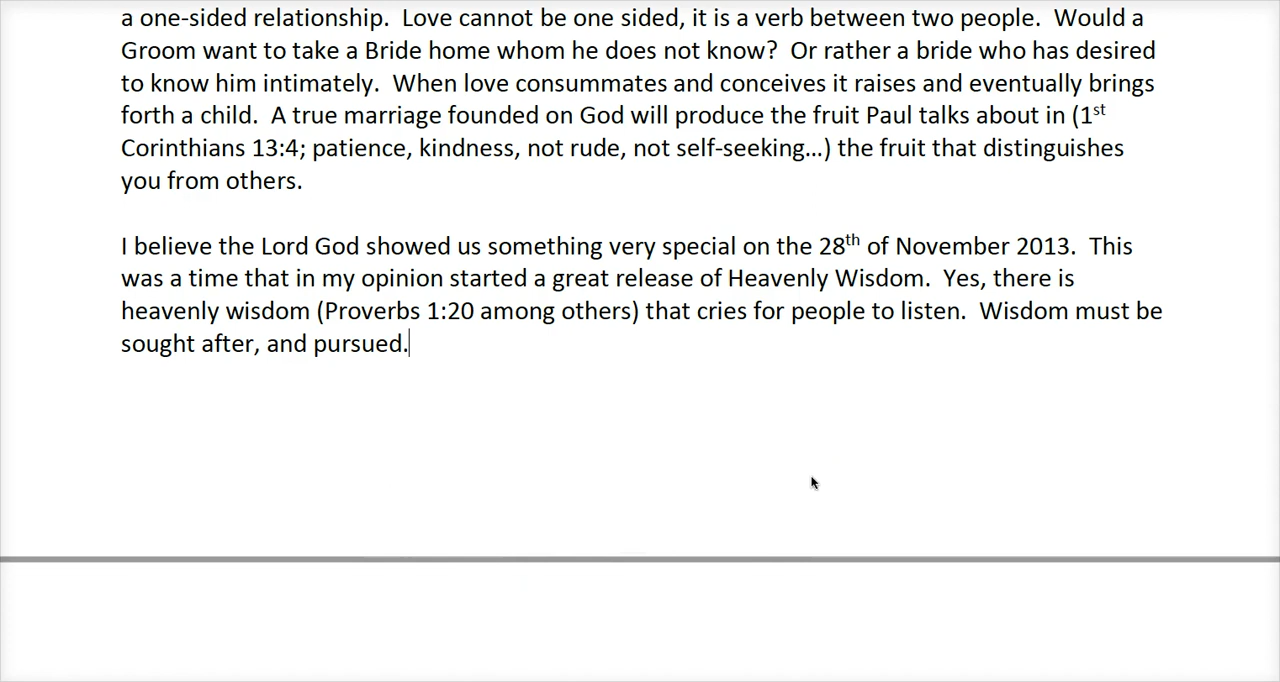 a one-sided relationship.  Love cannot be one sided, it is a verb between two people.  Would a
Groom want to take a Bride home whom he does not know?  Or rather a bride who has desired
to know him intimately.  When love consummates and conceives it raises and eventually brings
forth a child.  A true marriage founded on God will produce the fruit Paul talks about in (1st
Corinthians 13:4; patience, kindness, not rude, not self-seeking…) the fruit that distinguishes
you from others.
I believe the Lord God showed us something very special on the 28th of November 2013.  This
was a time that in my opinion started a great release of Heavenly Wisdom.  Yes, there is
heavenly wisdom (Proverbs 1:20 among others) that cries for people to listen.  Wisdom must be
sought after, and pursued.